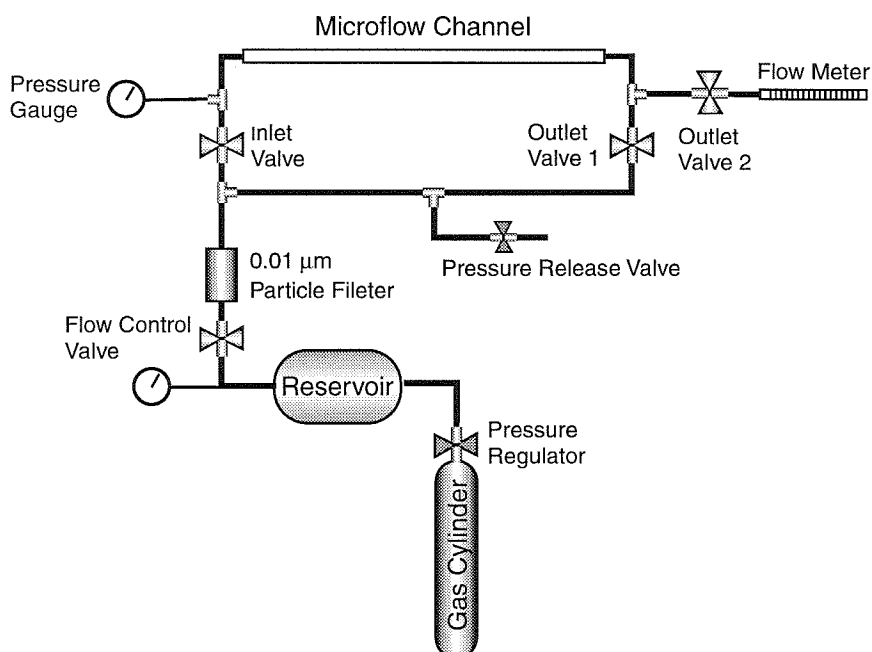 Microflow Channel
Pressure
Gauge
Flow Meter
Inlet
Valve
Outlet
Valve 1
Outlet
Valve 2
Pressure Release Valve
0.01 μm
Particle Fileter
Flow Control
Valve
Reservoir
Pressure
Regulator
Gas Cylinder